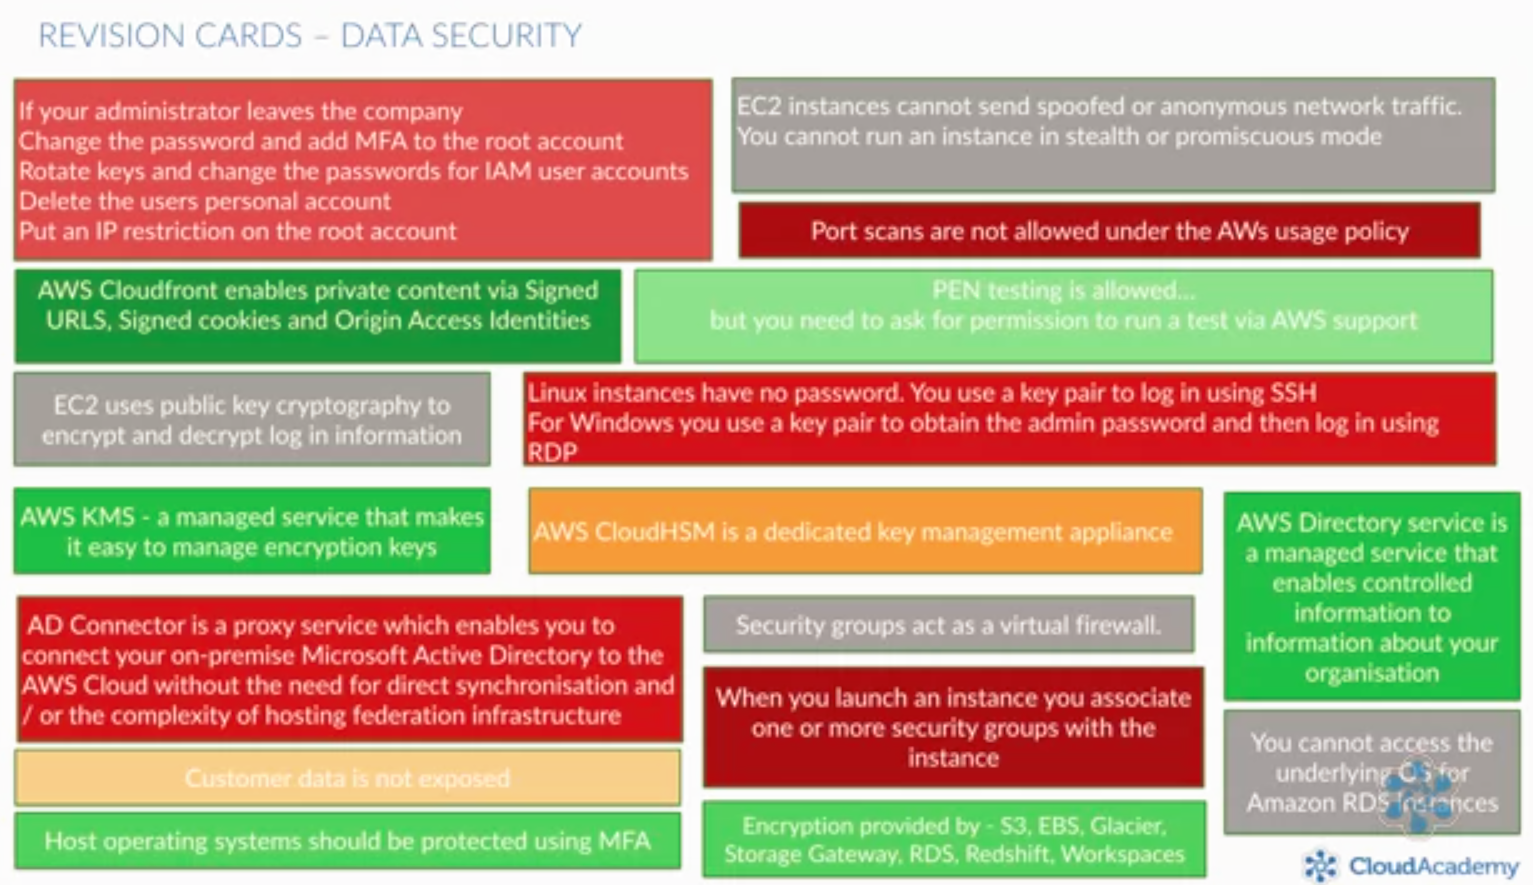 REVISION CARDS – DATA SECURITY
If your administrator leaves the company
Change the password and add MFA to the root account
Rotate keys and change the passwords for IAM user accounts
Delete the users personal account
Put an IP restriction on the root account
EC2 instances cannot send spoofed or anonymous network traffic.
You cannot run an instance in stealth or promiscuous mode
Port scans are not allowed under the AWs usage policy
AWS Cloudfront enables private content via Signed
URLS, Signed cookies and Origin Access Identities
PEN testing is allowed...
but you need to ask for permission to run a test via AWS support
EC2 uses public key cryptography to
encrypt and decrypt log in information
Linux instances have no password. You use a key pair to log in using SSH
For Windows you use a key pair to obtain the admin password and then log in using
RDP
AWS KMS - a managed service that makes
it easy to manage encryption keys
AWS CloudHSM is a dedicated key management appliance
AWS Directory service is
a managed service that
enables controlled
information to
information about your
organisation
AD Connector is a proxy service which enables you to
connect your on-premise Microsoft Active Directory to the
AWS Cloud without the need for direct synchronisation and
/ or the complexity of hosting federation infrastructure
Security groups act as a virtual firewall.
When you launch an instance you associate
one or more security groups with the
instance
You cannot access the
underlying OS for
Amazon RDS Instances
Customer data is not exposed
Host operating systems should be protected using MFA
Encryption provided by - S3, EBS, Glacier,
Storage Gateway, RDS, Redshift, Workspaces
CloudAcademy